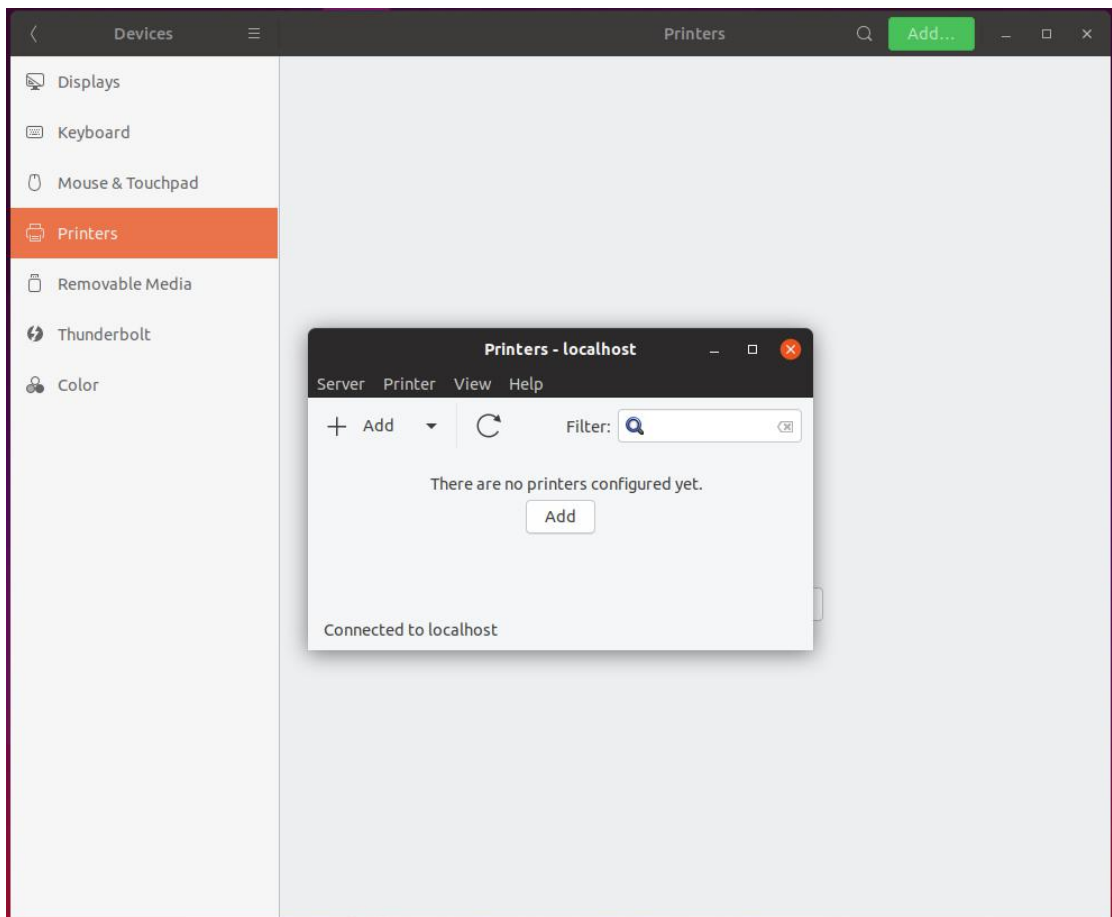 Devices
Printers
Add...
Displays
Keyboard
Mouse & Touchpad
Printers
Removable Media
Thunderbolt
Color
Printers - localhost
Server Printer View Help
Add
Filter:
There are no printers configured yet.
Add
Connected to localhost